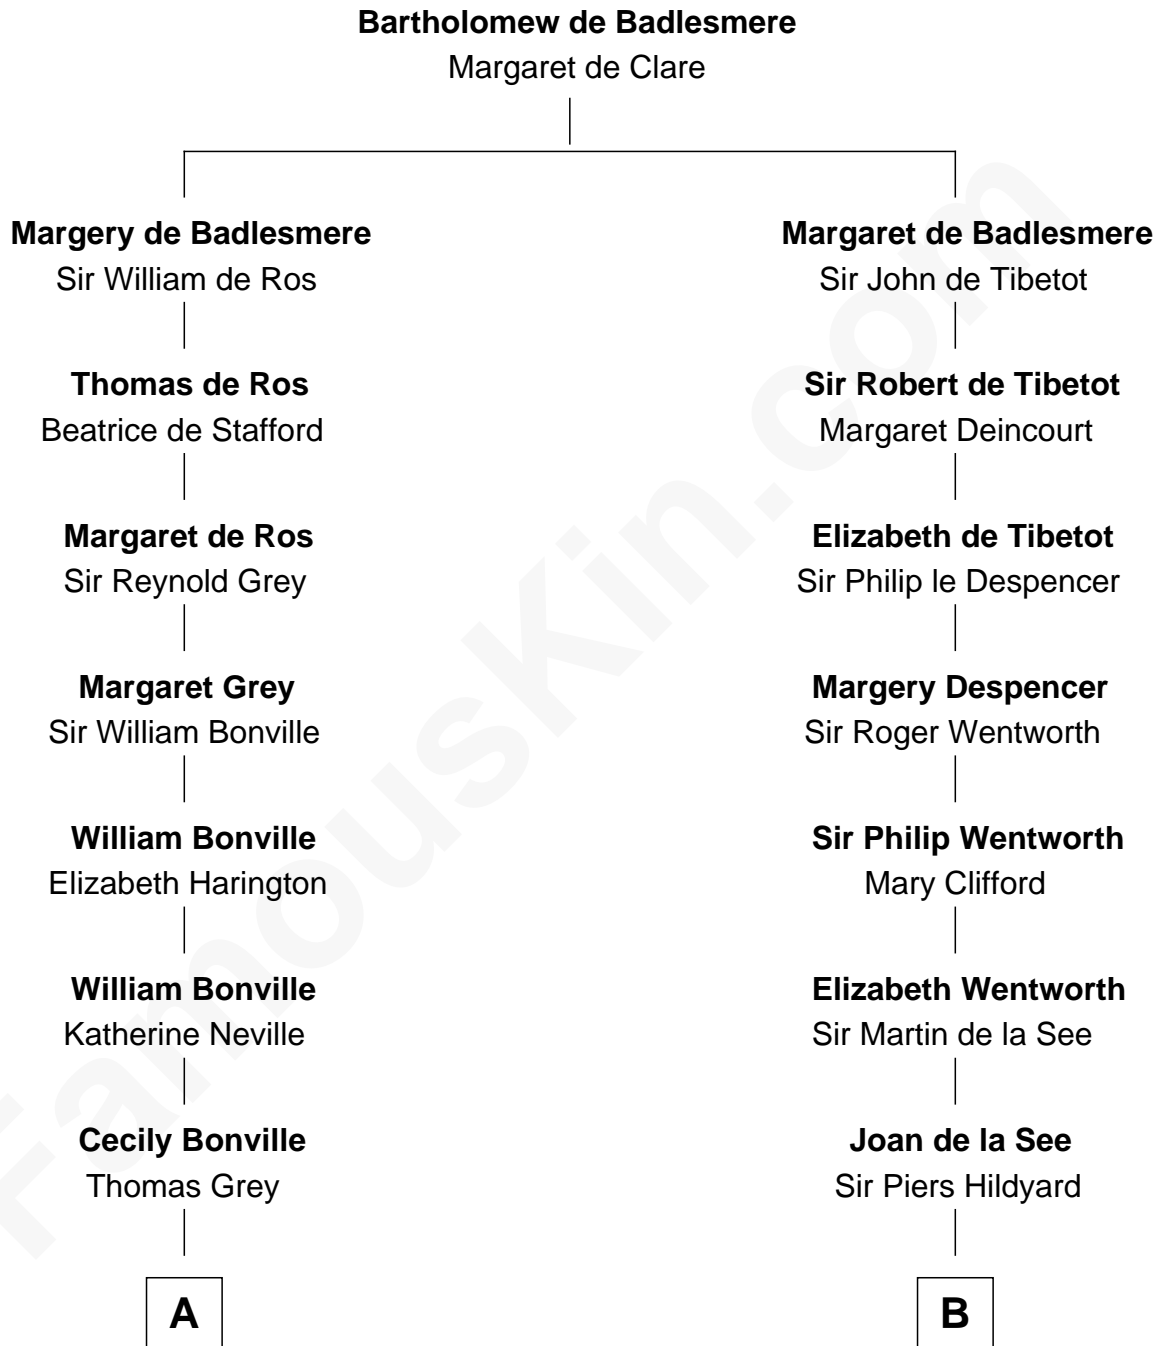 Bartholomew de Badlesmere
Margaret de Clare
Margery de Badlesmere
Sir William de Ros
Thomas de Ros
Beatrice de Stafford
Margaret de Ros
Sir Reynold Grey
Margaret Grey
Sir William Bonville
William Bonville
Elizabeth Harington
William Bonville
Katherine Neville
Cecily Bonville
Thomas Grey
A
Margaret de Badlesmere
Sir John de Tibetot
Sir Robert de Tibetot
Margaret Deincourt
Elizabeth de Tibetot
Sir Philip le Despencer
Margery Despencer
Sir Roger Wentworth
Sir Philip Wentworth
Mary Clifford
Elizabeth Wentworth
Sir Martin de la See
Joan de la See
Sir Piers Hildyard
B
FamousKin.com